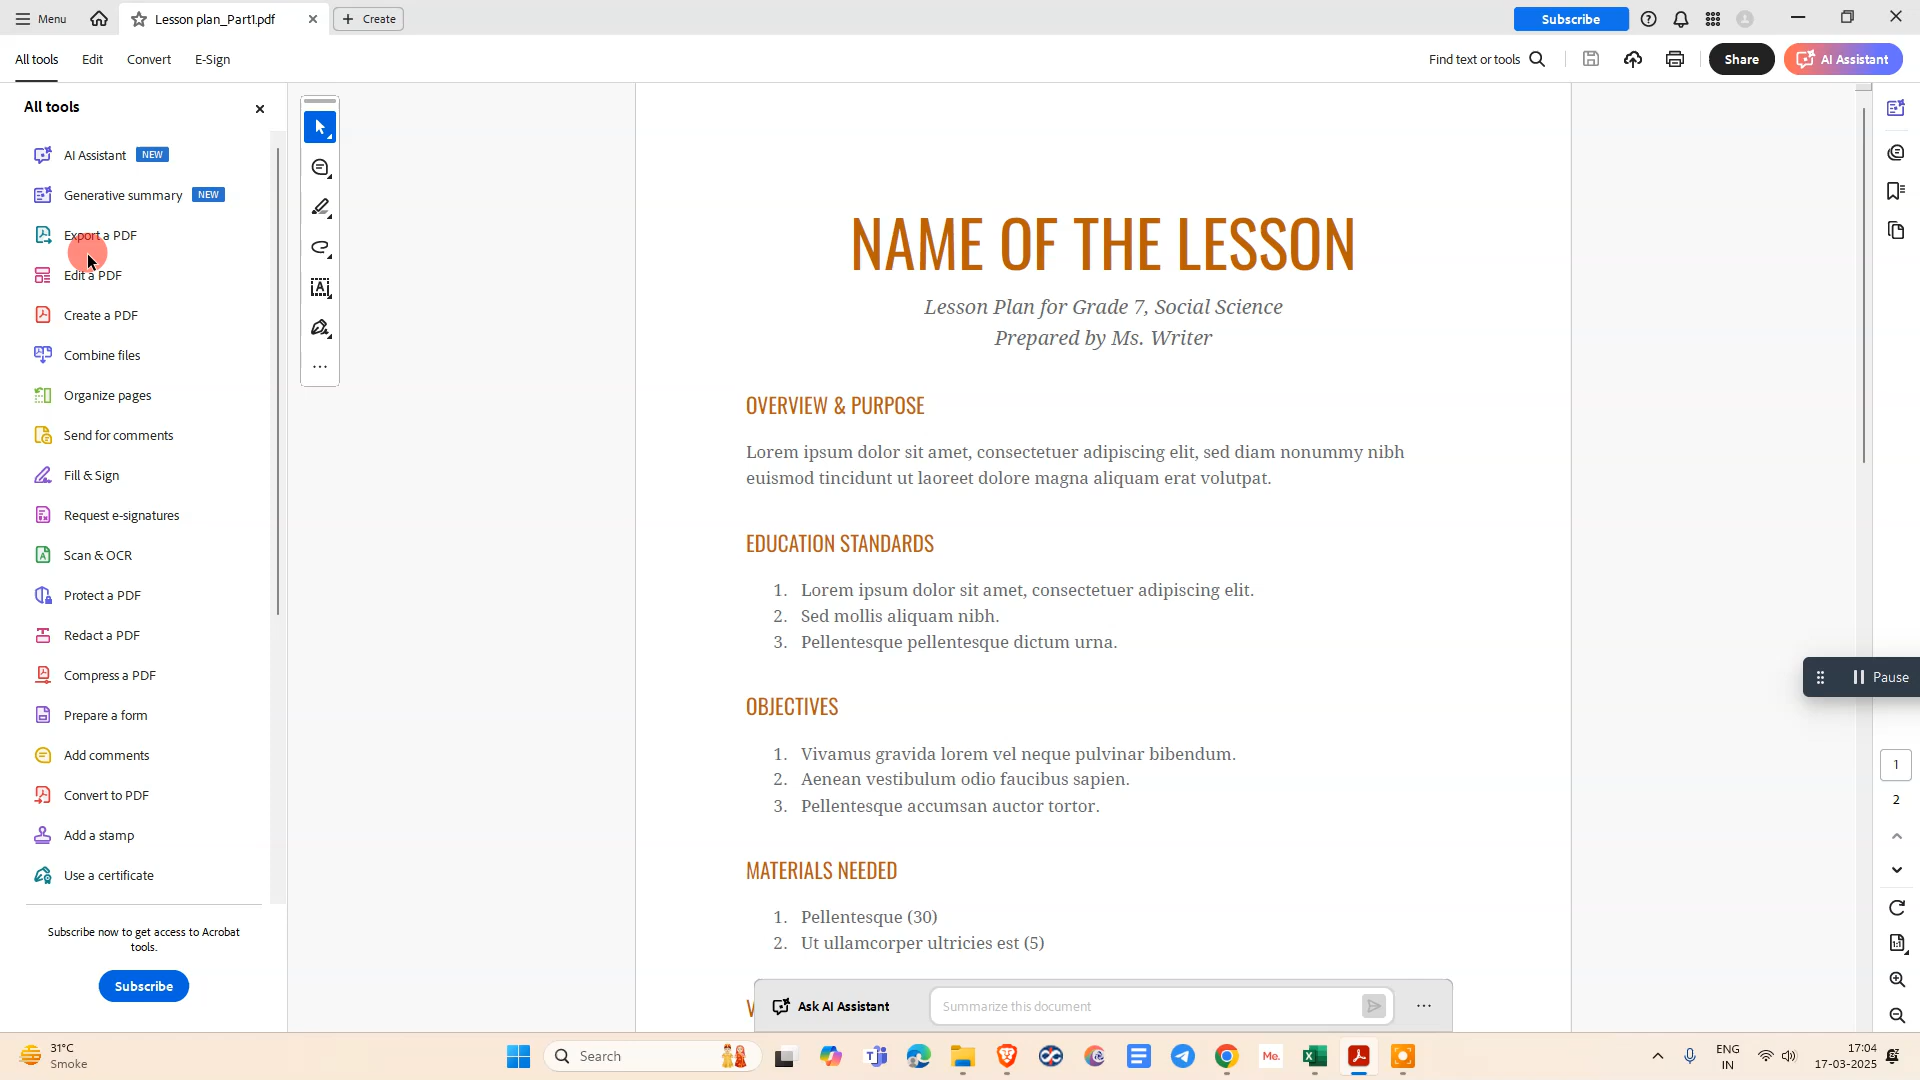 Menu
Lesson plan_Part1.pdf
Create
Subscribe
All tools
Edit
Convert
E-Sign
Find text or tools
Share
AI Assistant
All tools
AI Assistant NEW
Generative summary NEW
Export a PDF
Edit a PDF
Create a PDF
Combine files
Organize pages
Send for comments
Fill & Sign
Request e-signatures
Scan & OCR
Protect a PDF
Redact a PDF
Compress a PDF
Prepare a form
Add comments
Convert to PDF
Add a stamp
Use a certificate
Subscribe now to get access to Acrobat
tools.
Subscribe
NAME OF THE LESSON
Lesson Plan for Grade 7, Social Science
Prepared by Ms. Writer
OVERVIEW & PURPOSE
Lorem ipsum dolor sit amet, consectetuer adipiscing elit, sed diam nonummy nibh
euismod tincidunt ut laoreet dolore magna aliquam erat volutpat.
EDUCATION STANDARDS
1. Lorem ipsum dolor sit amet, consectetuer adipiscing elit.
2. Sed mollis aliquam nibh.
3. Pellentesque pellentesque dictum urna.
OBJECTIVES
1. Vivamus gravida lorem vel neque pulvinar bibendum.
2. Aenean vestibulum odio faucibus sapien.
3. Pellentesque accumsan auctor tortor.
MATERIALS NEEDED
1. Pellentesque (30)
2. Ut ullamcorper ultricies est (5)
Ask AI Assistant
Summarize this document
Pause
1
2
31°C
Smoke
Search
Me.
ENG
IN
17:04
17-03-2025